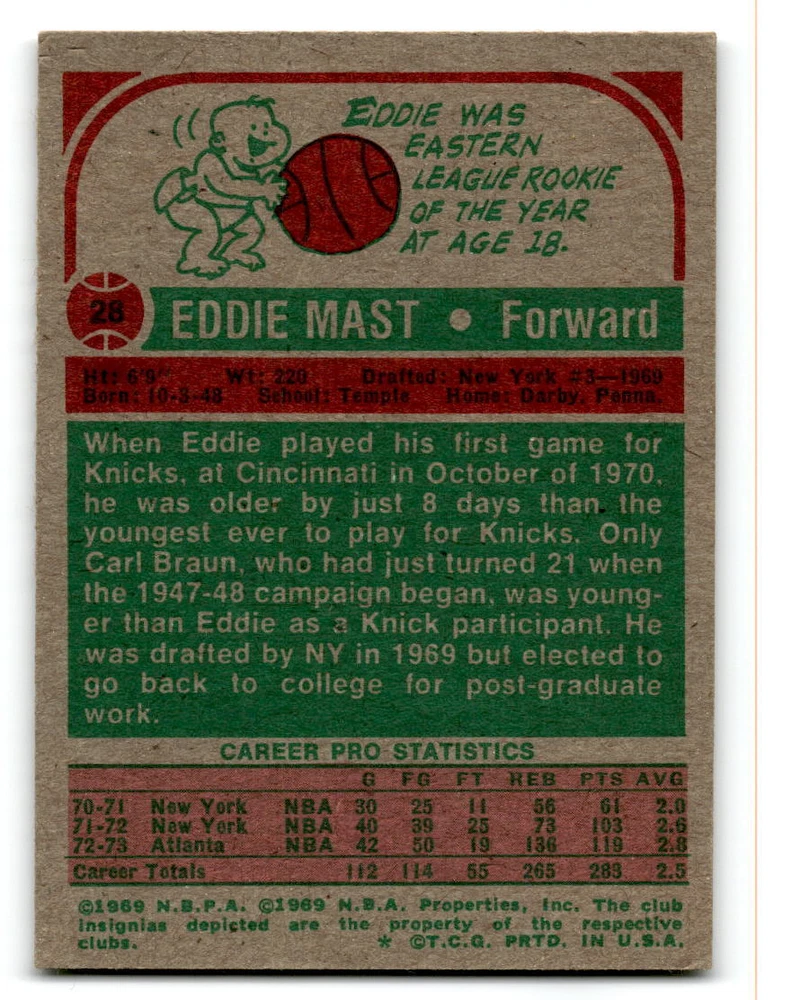 EDDIE WAS
EASTERN
LEAGUE ROOKIE
OF THE YEAR
AT AGE 18.
28
EDDIE MAST • Forward
Ht: 6'9" Wt: 220 Drafted: New York #3—1969
Born: 10-3-48 School: Temple Home: Darby, Penna.
When Eddie played his first game for
Knicks, at Cincinnati in October of 1970,
he was older by just 8 days than the
youngest ever to play for Knicks. Only
Carl Braun, who had just turned 21 when
the 1947-48 campaign began, was young-
er than Eddie as a Knick participant. He
was drafted by NY in 1969 but elected to
go back to college for post-graduate
work.
CAREER PRO STATISTICS
G FG FT REB PTS AVG
70-71 New York NBA 30 25 11 56 61 2.0
71-72 New York NBA 40 39 25 73 103 2.6
72-73 Atlanta NBA 42 50 19 136 119 2.8
Career Totals 112 114 55 265 283 2.5
©1969 N.B.P.A. ©1969 N.B.A. Properties, Inc. The club
insignias depicted are the property of the respective
clubs. * ©T.C.G. PRTD. IN U.S.A.